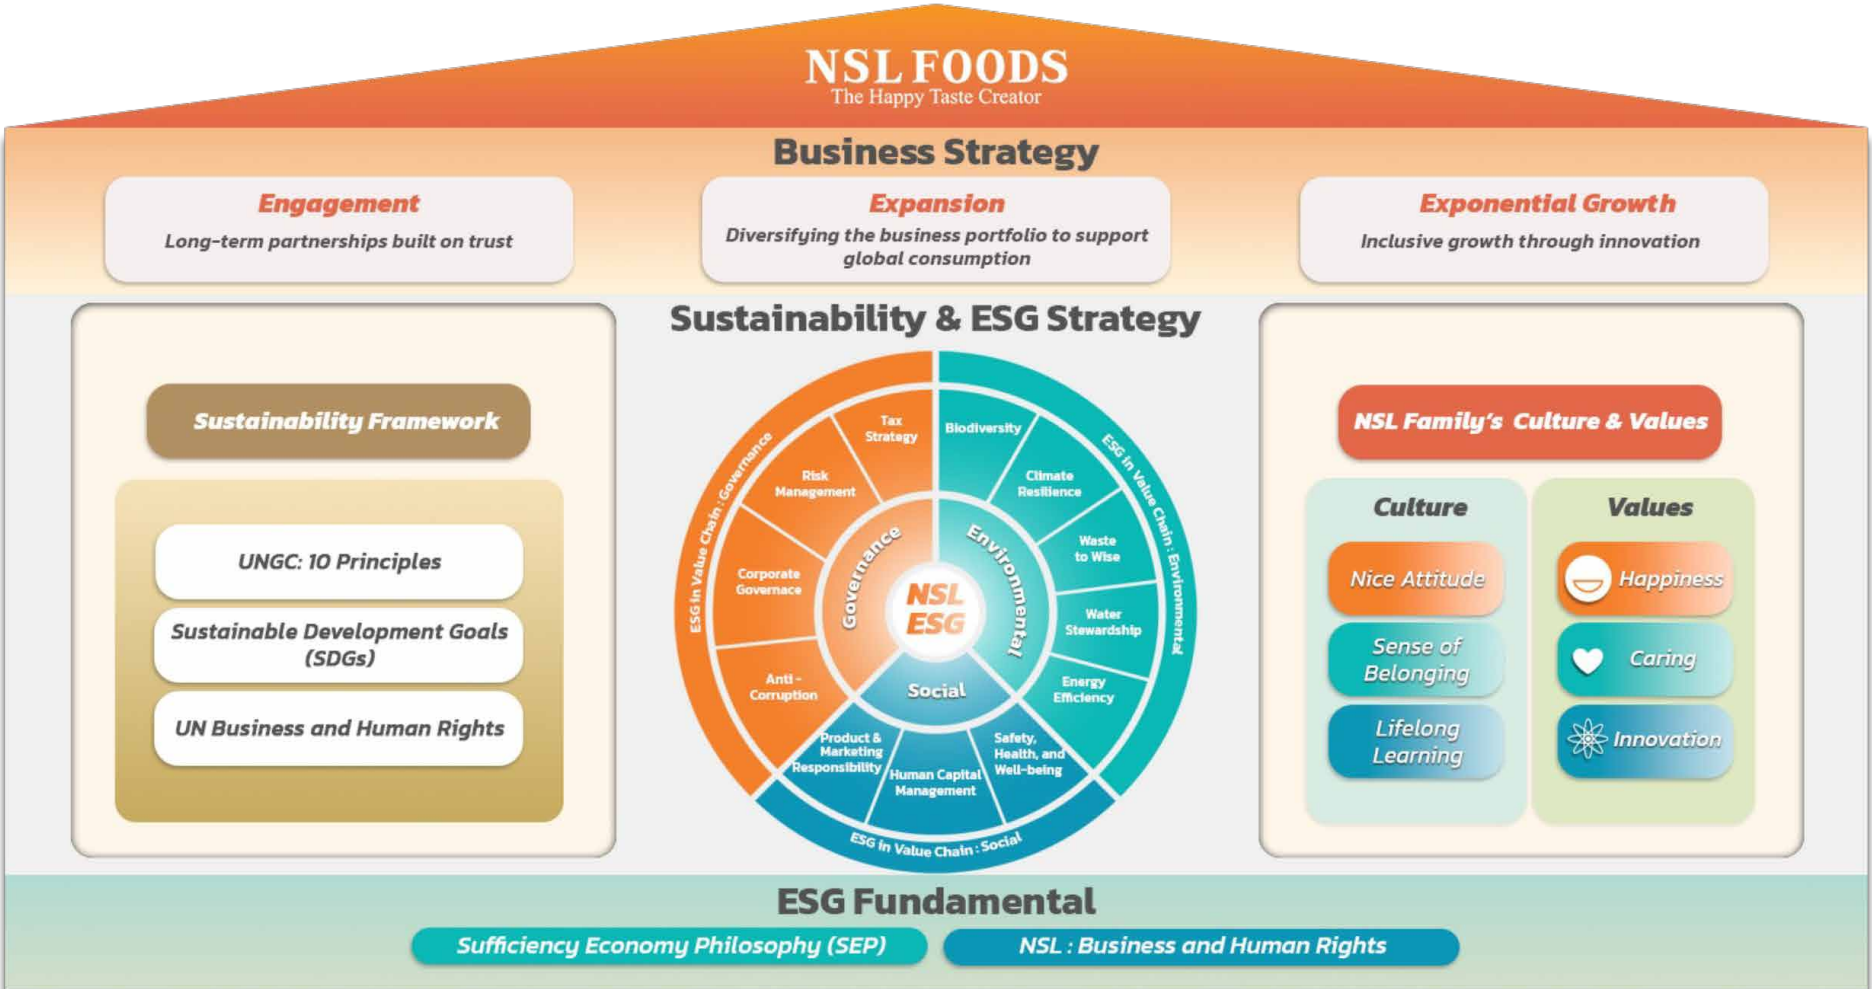 NSL FOODS
The Happy Taste Creator
Business Strategy
Engagement
Long-term partnerships built on trust
Expansion
Diversifying the business portfolio to support
global consumption
Exponential Growth
Inclusive growth through innovation
Sustainability & ESG Strategy
Sustainability Framework
UNGC: 10 Principles
Sustainable Development Goals
(SDGs)
UN Business and Human Rights
ESG in Value Chain : Governance
Tax
Strategy
Risk
Management
Corporate
Governace
Anti-
Corruption
Governance
ESG in Value Chain : Environmental
Biodiversity
Climate
Resilience
Waste
to Wise
Water
Stewardship
Energy
Efficiency
Environmental
NSL
ESG
Social
Product &
Marketing
Responsibility
Human Capital
Management
Safety,
Health, and
Well-being
ESG in Value Chain : Social
NSL Family's Culture & Values
Culture
Nice Attitude
Sense of
Belonging
Lifelong
Learning
Values
Happiness
Caring
Innovation
ESG Fundamental
Sufficiency Economy Philosophy (SEP)
NSL : Business and Human Rights